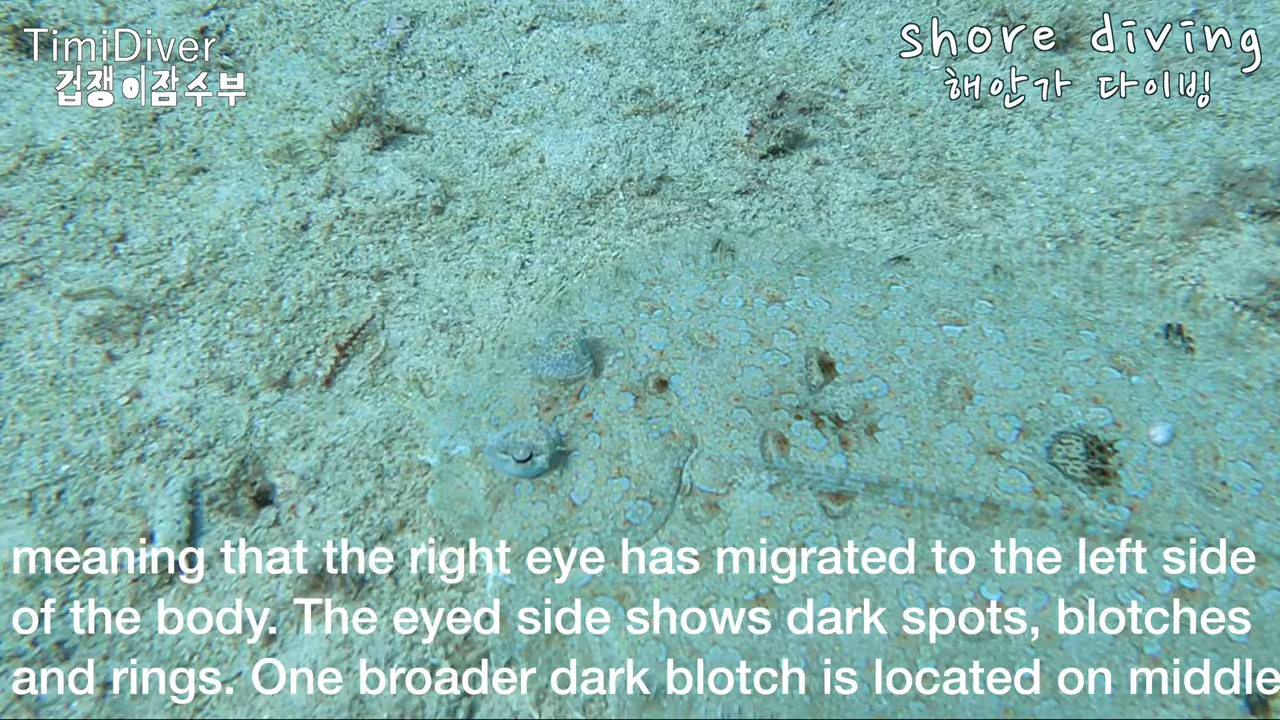 TimiDiver
겁쟁이잠수부
shore diving
해안가 다이빙
meaning that the right eye has migrated to the left side
of the body. The eyed side shows dark spots, blotches
and rings. One broader dark blotch is located on middle